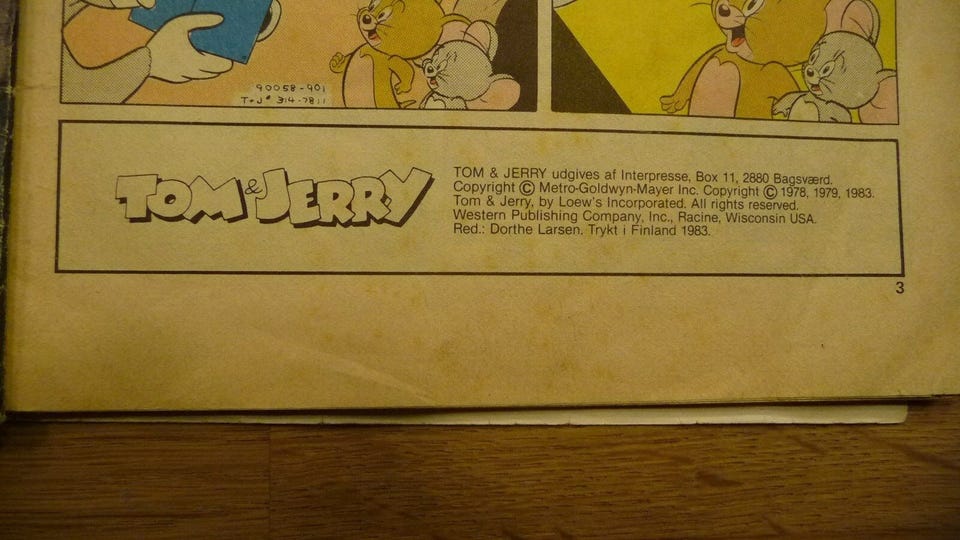 90058-901
T+J# 314-7811
TOM & JERRY
TOM & JERRY udgives af Interpresse, Box 11, 2880 Bagsværd.
Copyright © Metro-Goldwyn-Mayer Inc. Copyright © 1978, 1979, 1983.
Tom & Jerry, by Loew's Incorporated. All rights reserved.
Western Publishing Company, Inc., Racine, Wisconsin USA.
Red.: Dorthe Larsen. Trykt i Finland 1983.
3